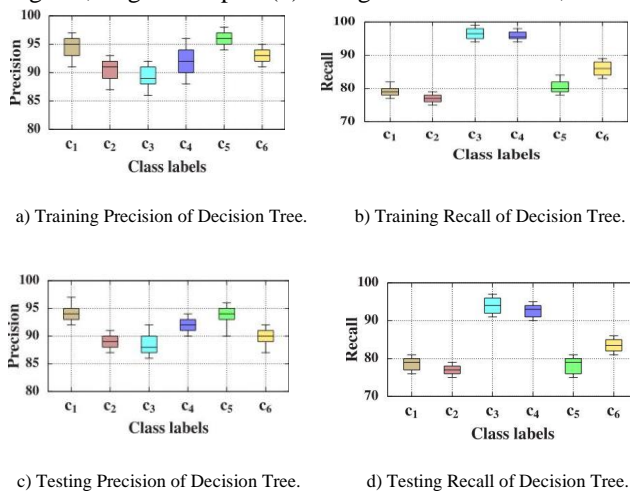 100
95
90
85
80
Precision
c1 c2 c3 c4 c5 c6
Class labels
a) Training Precision of Decision Tree.
100
90
80
70
Recall
c1 c2 c3 c4 c5 c6
Class labels
b) Training Recall of Decision Tree.
100
95
90
85
80
Precision
c1 c2 c3 c4 c5 c6
Class labels
c) Testing Precision of Decision Tree.
100
90
80
70
Recall
c1 c2 c3 c4 c5 c6
Class labels
d) Testing Recall of Decision Tree.